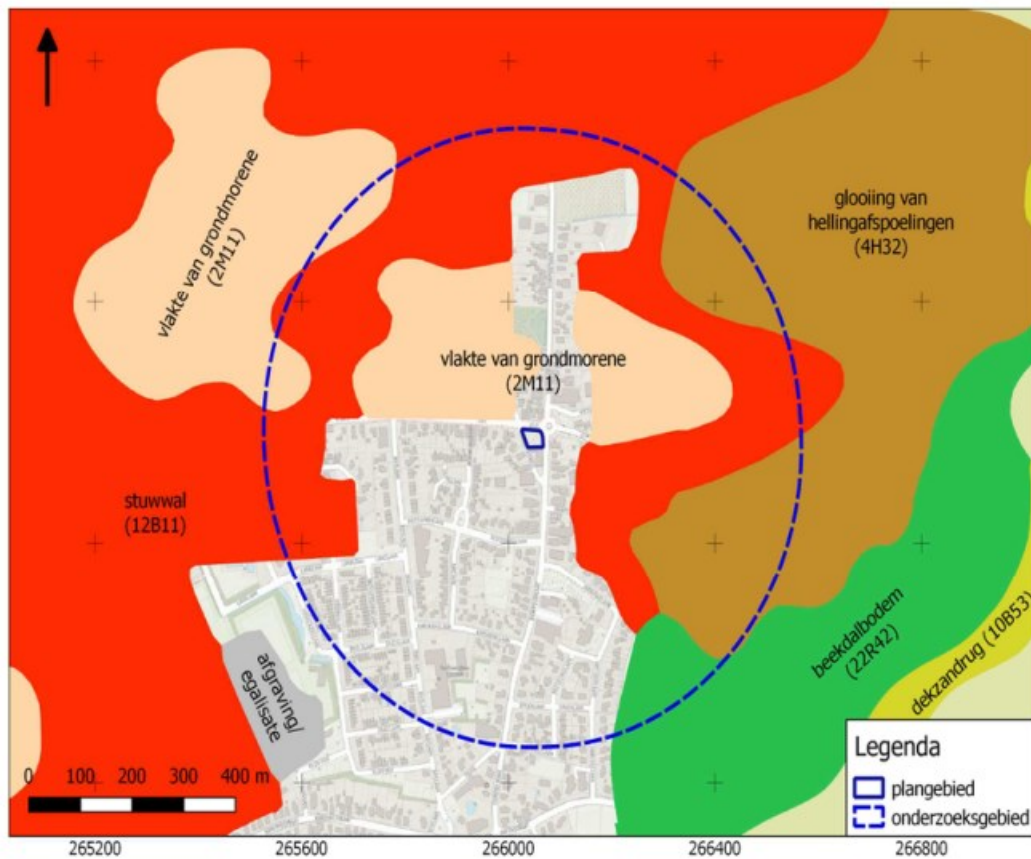 vlakte van grondmorene
(2M11)
glooiing van
hellingafspoelingen
(4H32)
vlakte van grondmorene
(2M11)
stuwwal
(12B11)
beekdalbodem
(22R42)
dekzandrug (10B53)
afgraving/
egalisate
0 100 200 300 400 m
Legenda
plangebied
onderzoeksgebied
265200 265600 266000 266400 266800